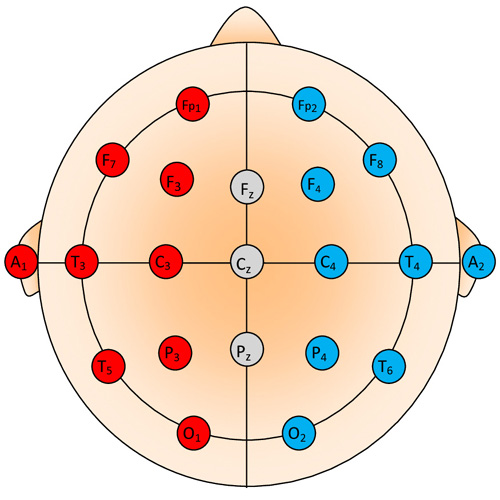 Fp1 Fp2
F7 F8
F3 Fz F4
A1 T3 C3 Cz C4 T4 A2
P3 Pz P4
T5 T6
O1 O2